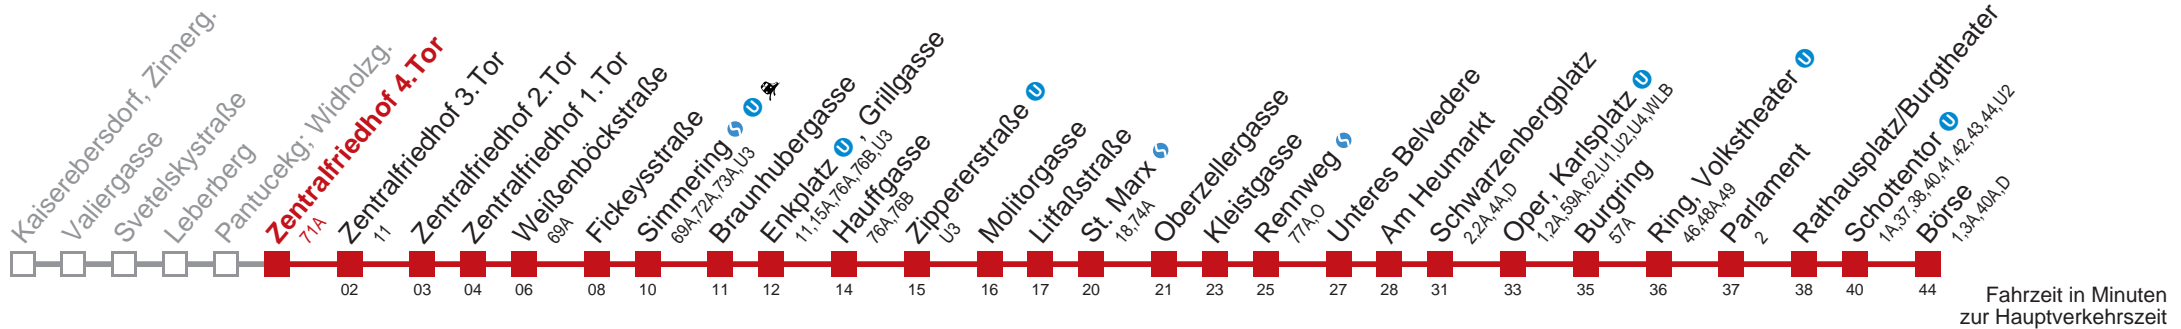 Kaiserebersdorf, Zinnerg.
Valiergasse
Svetelskystraße
Leberberg
Pantucekg; Widholzg.
Zentralfriedhof 4.Tor
71A
Zentralfriedhof 3.Tor
11
Zentralfriedhof 2.Tor
Zentralfriedhof 1.Tor
Weißenböckstraße
69A
Fickeysstraße
Simmering S U
69A,72A,73A,U3
Braunhubergasse
Enkplatz U , Grillgasse
11,15A,76A,76B,U3
Hauffgasse
76A,76B
Zippererstraße U
U3
Molitorgasse
Litfaßstraße
St. Marx S
18,74A
Oberzellergasse
Kleistgasse
Rennweg S
77A,O
Unteres Belvedere
Am Heumarkt
Schwarzenbergplatz
2,2A,4A,D
Oper, Karlsplatz U
1,2A,59A,62,U1,U2,U4,WLB
Burgring
57A
Ring, Volkstheater U
46,48A,49
Parlament
2
Rathausplatz/Burgtheater
Schottentor U
1A,37,38,40,41,42,43,44,U2
Börse
1,3A,40A,D
02 03 04 06 08 10 11 12 14 15 16 17 20 21 23 25 27 28 31 33 35 36 37 38 40 44
Fahrzeit in Minuten
zur Hauptverkehrszeit